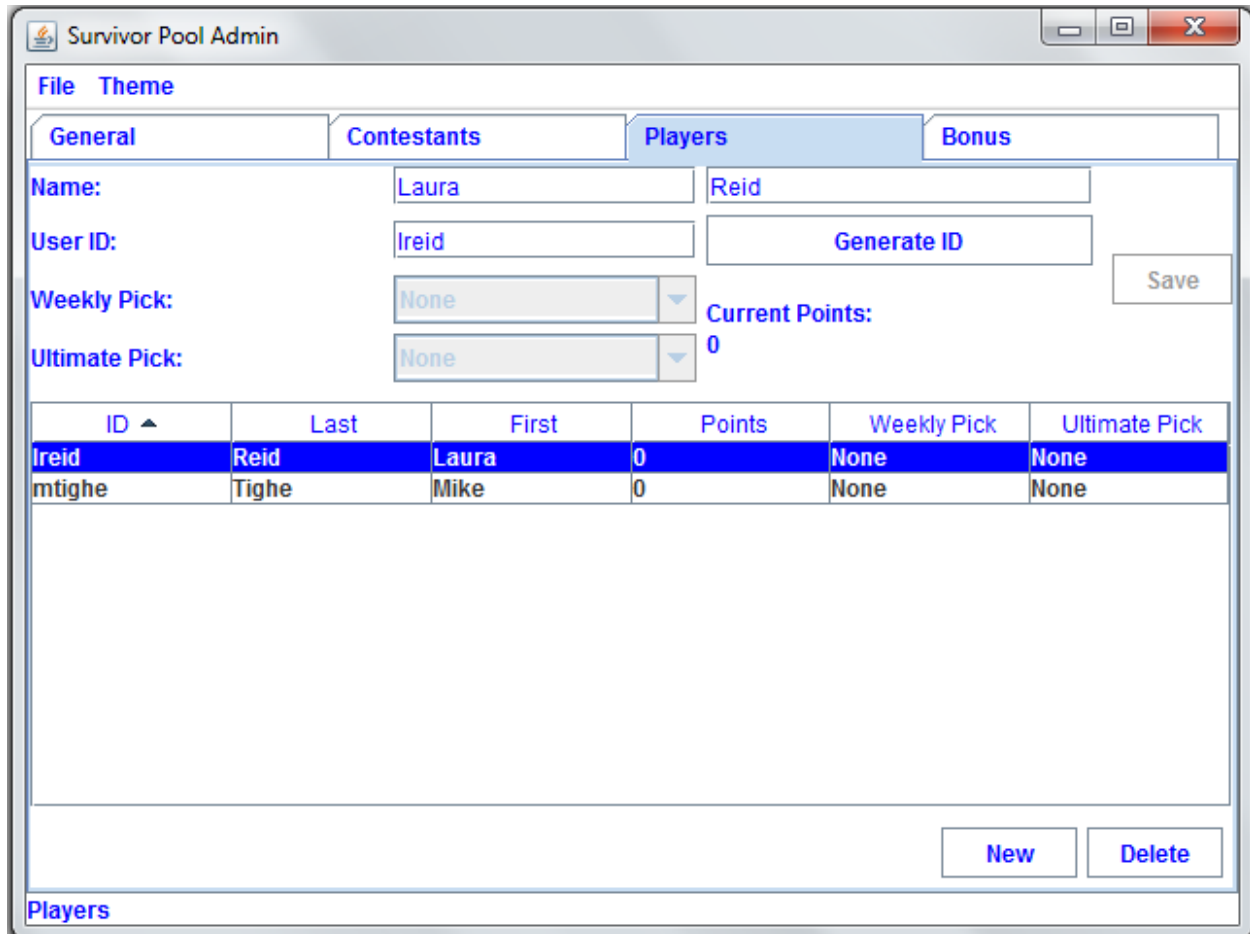 Survivor Pool Admin
File Theme
General Contestants Players Bonus
Name: Laura Reid
User ID: lreid Generate ID
Save
Weekly Pick: None
Current Points:
Ultimate Pick: None 0
ID Last First Points Weekly Pick Ultimate Pick
lreid Reid Laura 0 None None
mtighe Tighe Mike 0 None None
New Delete
Players